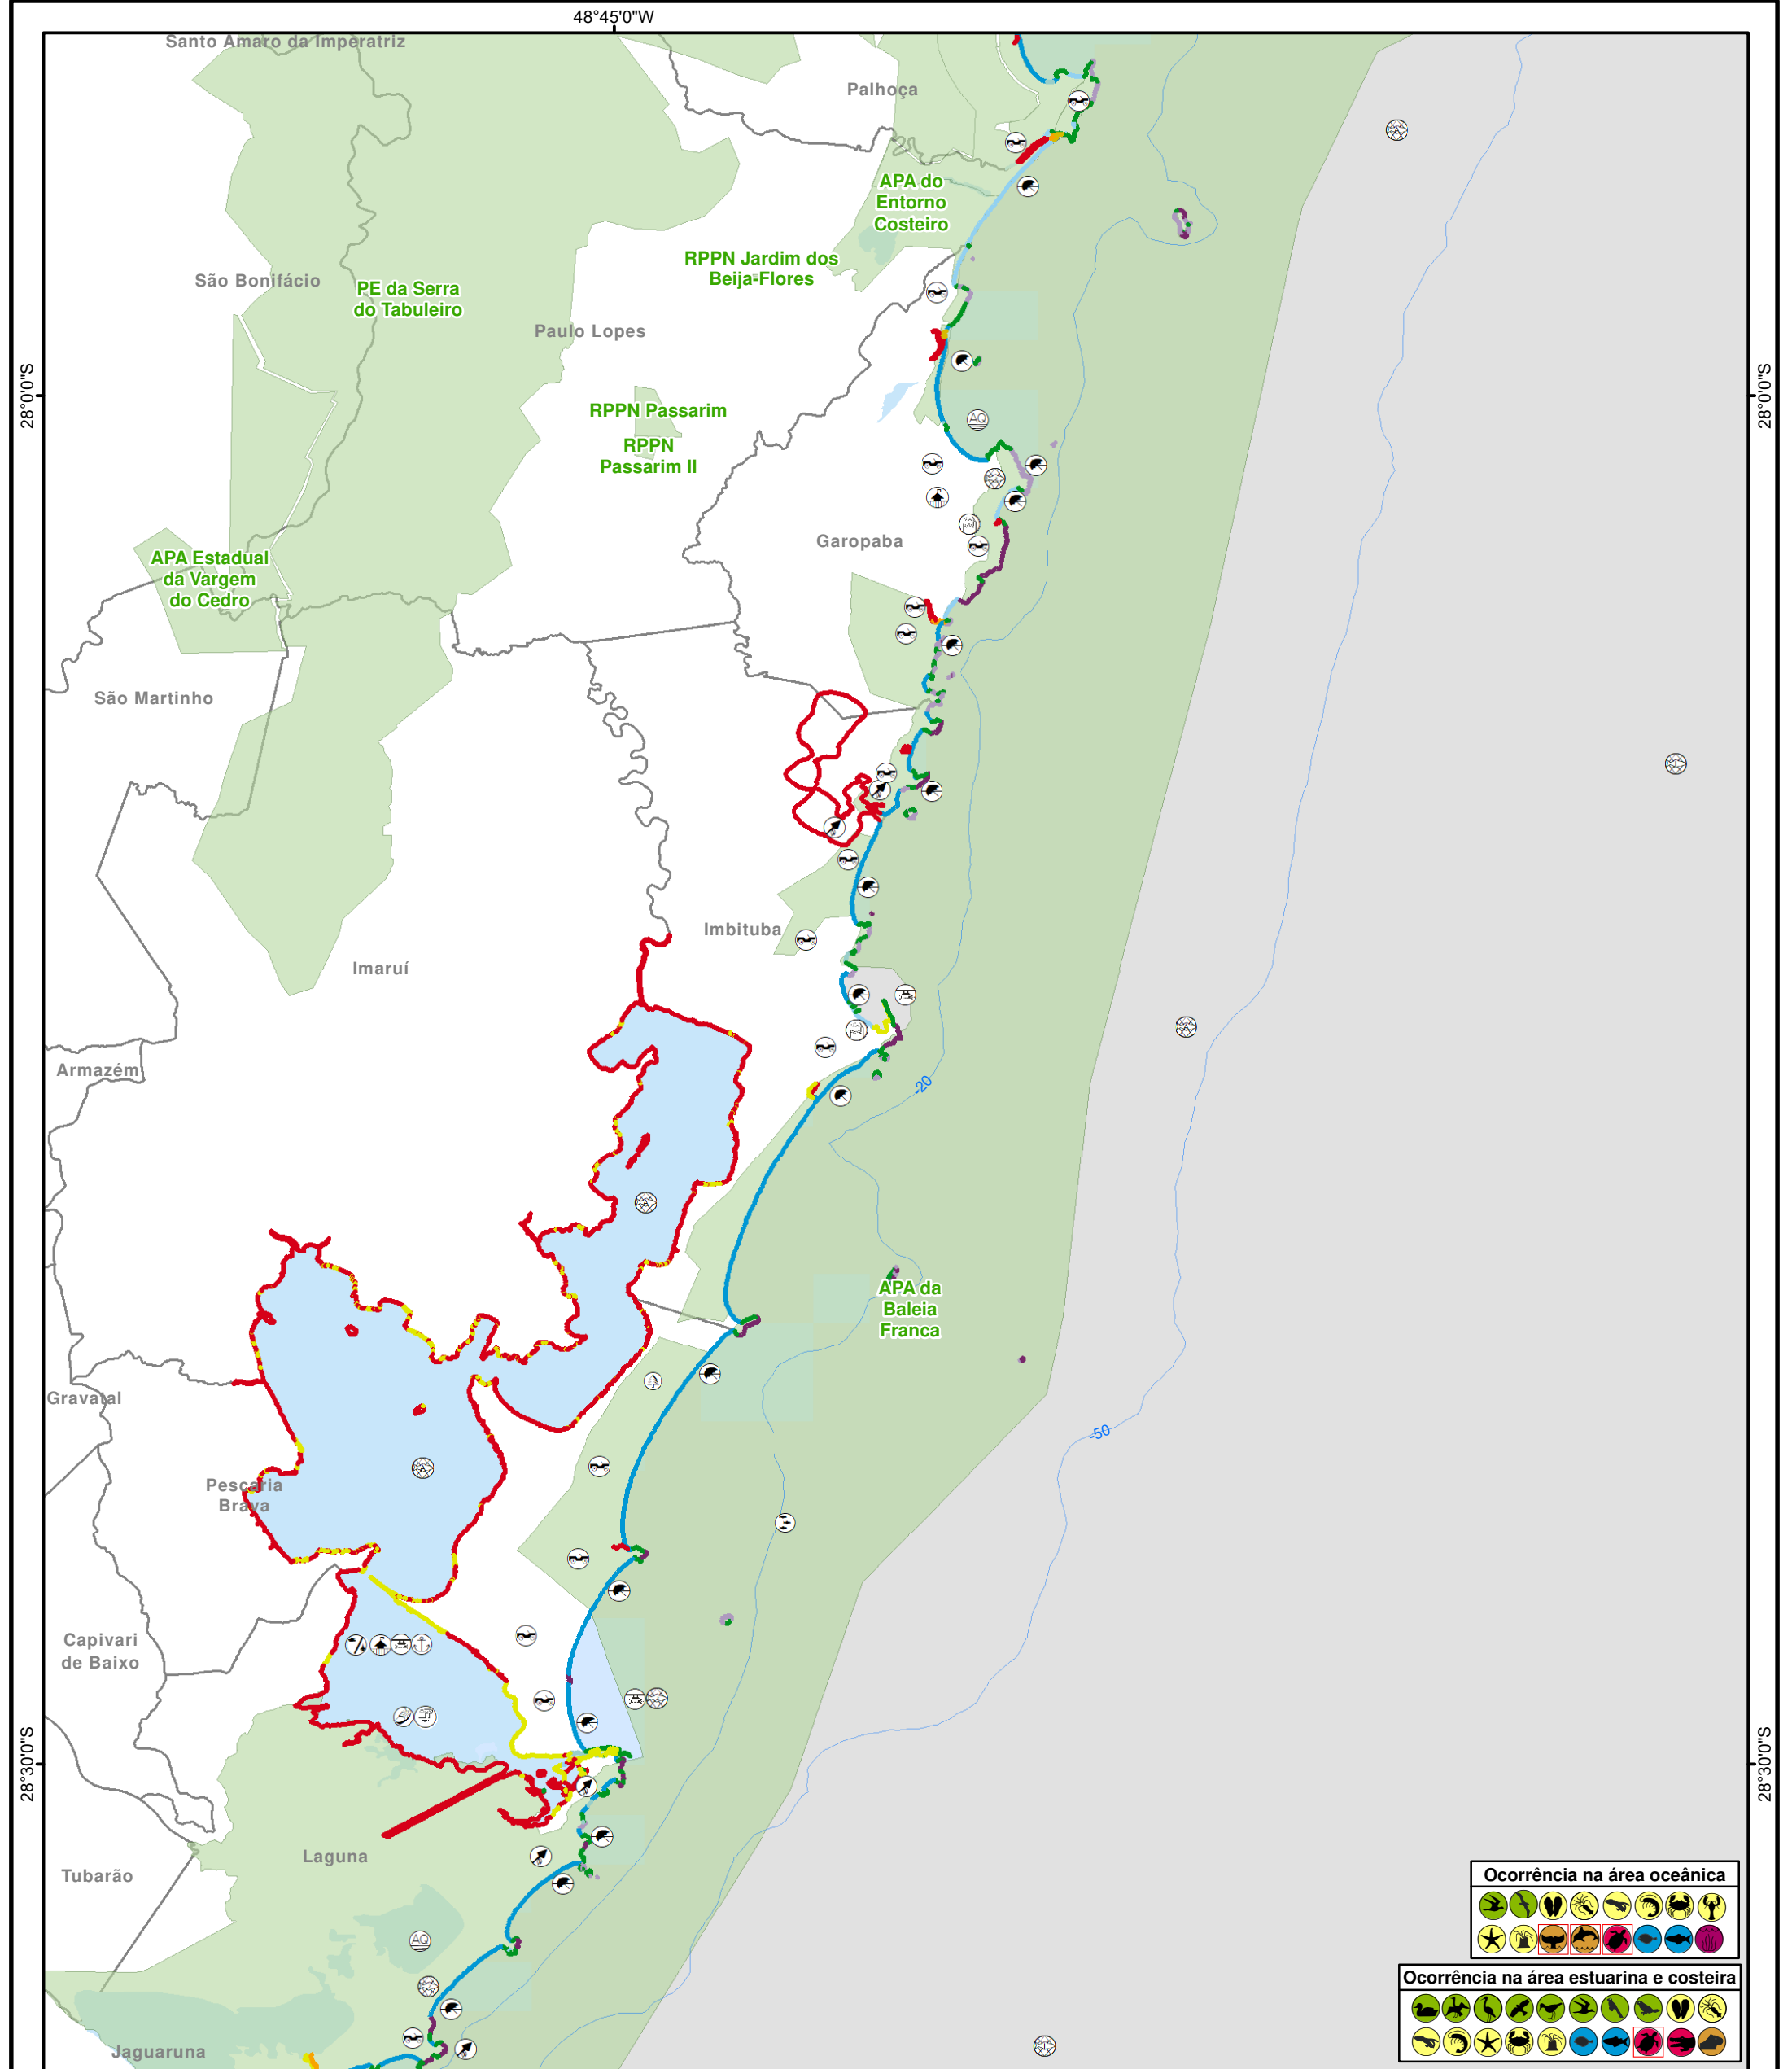 48°45'0"W
Santo Amaro da Imperatriz
Palhoça
APA do
Entorno
Costeiro
RPPN Jardim dos
Beija-Flores
São Bonifácio
PE da Serra
do Tabuleiro
Paulo Lopes
28°0'0"S
28°0'0"S
RPPN Passarim
RPPN
Passarim II
AQ
Garopaba
APA Estadual
da Vargem
do Cedro
São Martinho
Imbituba
Imaruí
Armazém
-20
A
APA da
Baleia
Franca
Gravatal
-50
Pescaria
Brava
Capivari
de Baixo
28°30'0"S
28°30'0"S
Laguna
Tubarão
AQ
Jaguaruna
Ocorrência na área oceânica
Ocorrência na área estuarina e costeira